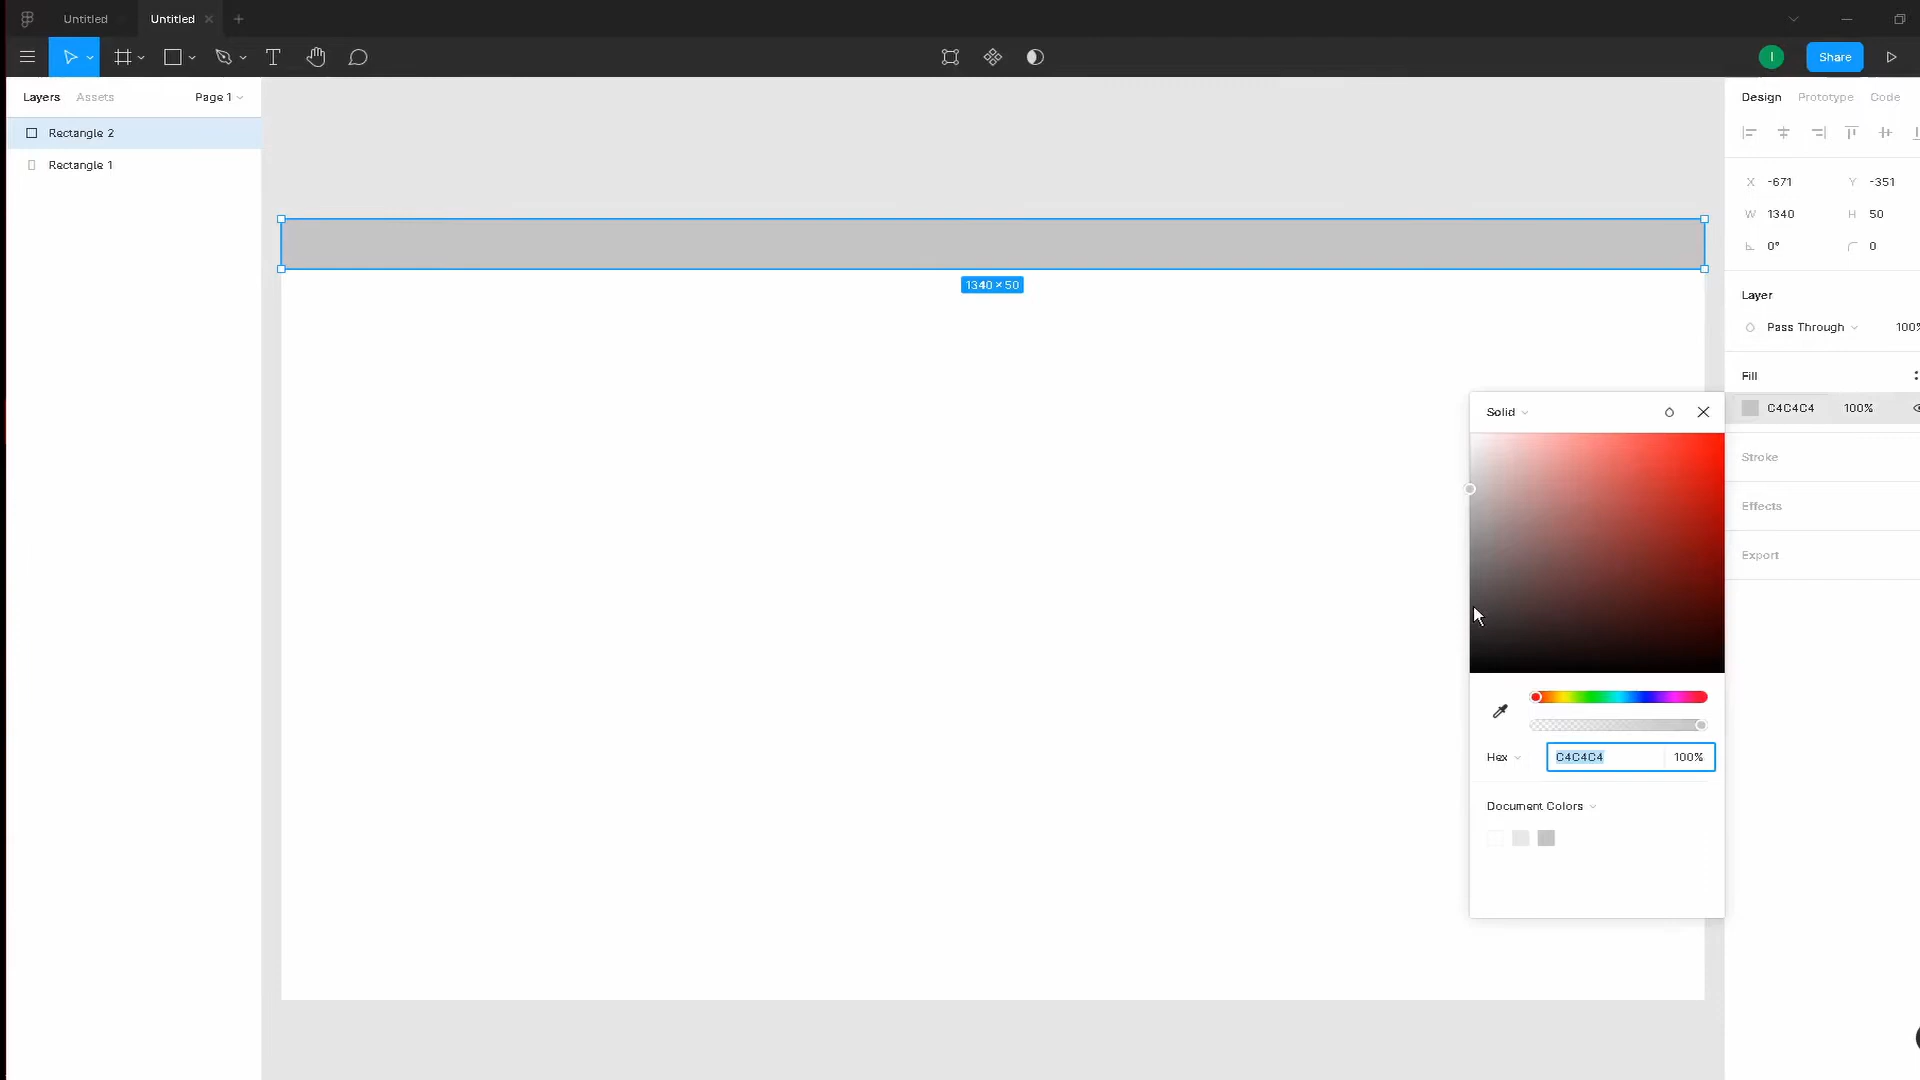 Untitled
Untitled
Share
Layers
Assets
Page 1
Rectangle 2
Rectangle 1
1340 × 50
Design
Prototype
Code
X -671
Y -351
W 1340
H 50
0°
0
Layer
Pass Through
100%
Fill
C4C4C4
100%
Stroke
Effects
Export
Solid
Hex
C4C4C4
100%
Document Colors
I